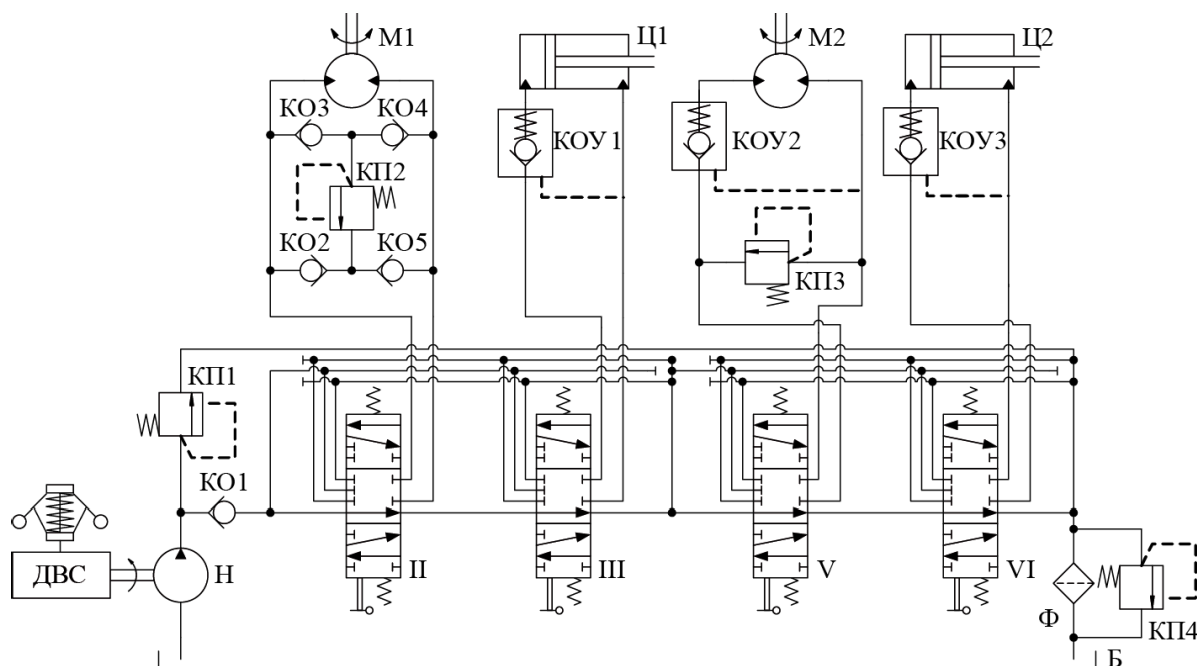 М1
Ц1
М2
Ц2
КО3
КО4
КОУ1
КОУ2
КОУ3
КП2
КО2
КО5
КП3
КП1
КО1
ДВС
Н
II
III
V
VI
Ф
КП4
Б